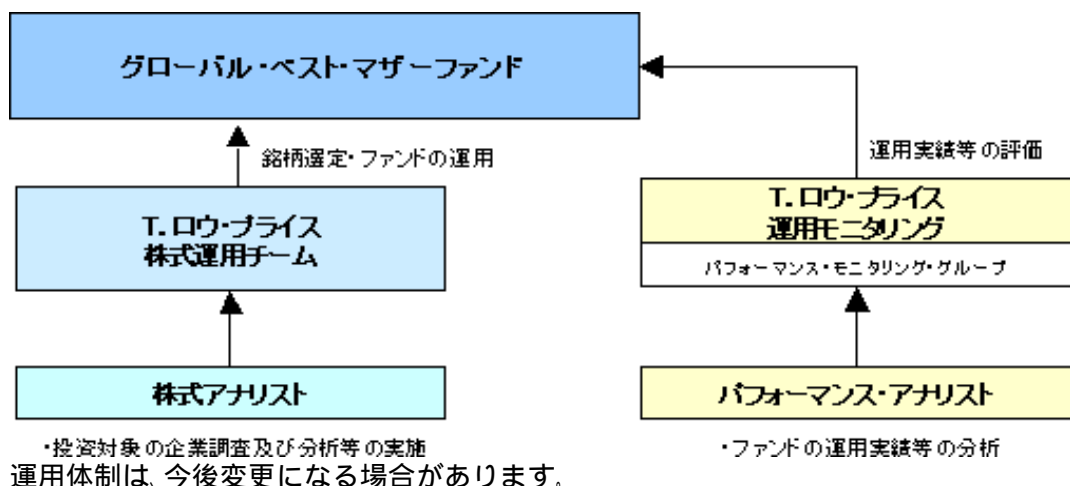 グローバル・ベスト・マザーファンド
銘柄選定・ファンドの運用
運用実績等の評価
T.ロウ・プライス
株式運用チーム
T.ロウ・プライス
運用モニタリング
パフォーマンス・モニタリング・グループ
株式アナリスト
パフォーマンス・アナリスト
・投資対象の企業調査及び分析等の実施
・ファンドの運用実績等の分析
運用体制は、今後変更になる場合があります。